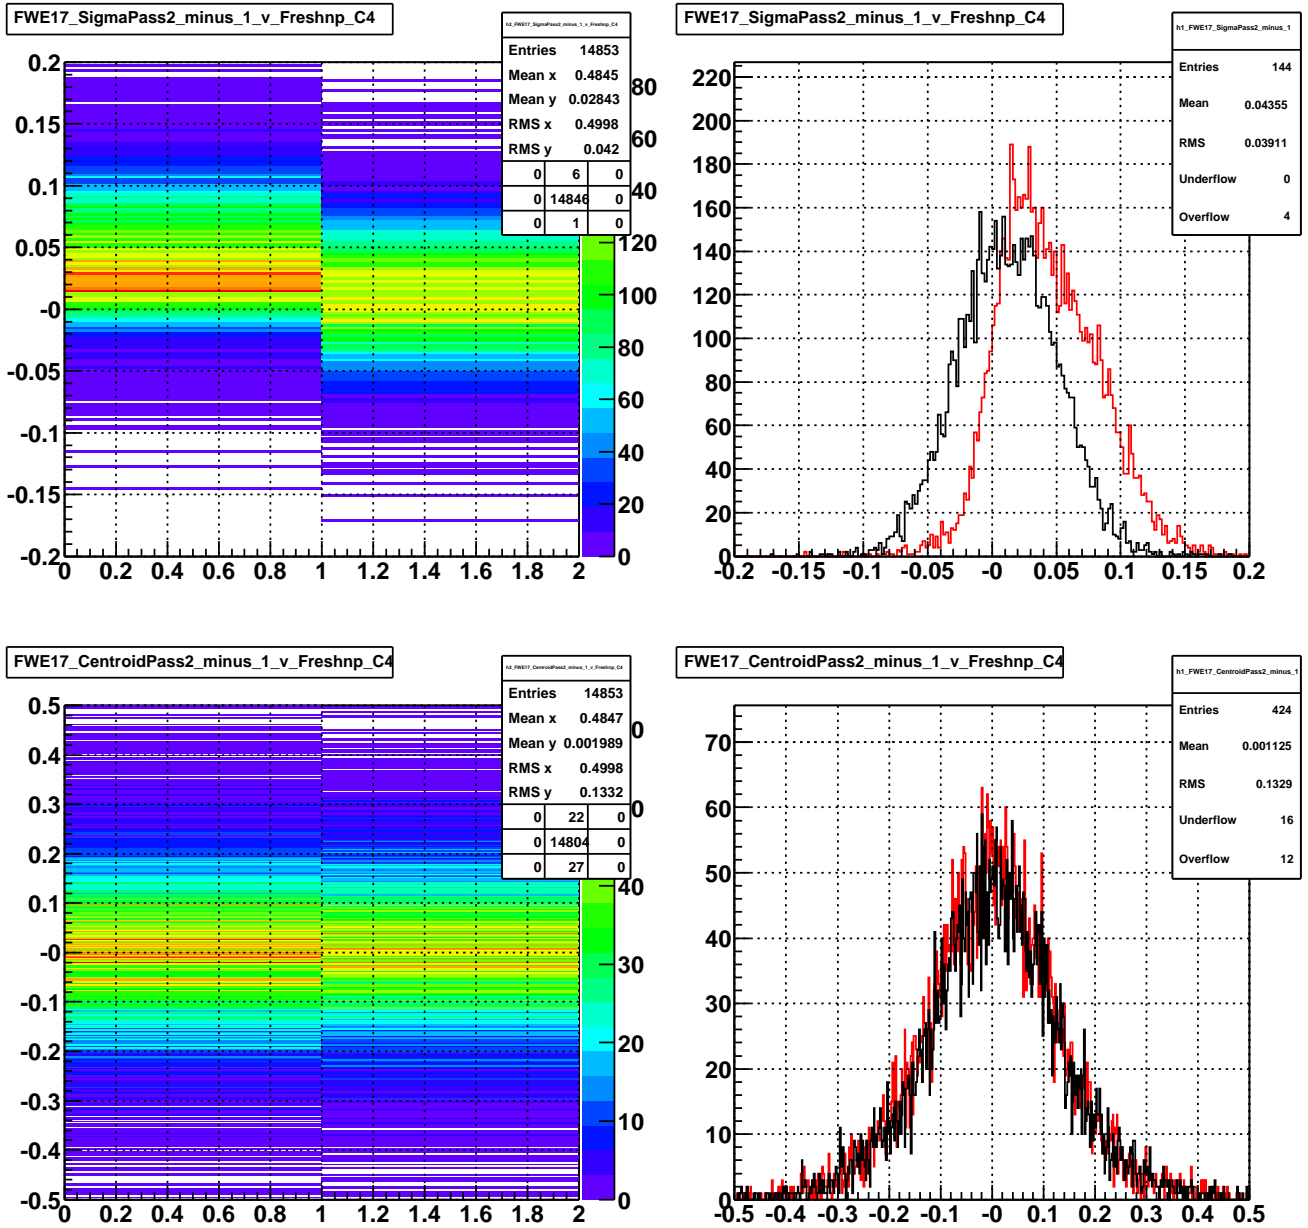 FWE17_SigmaPass2_minus_1_v_Freshnp_C4
h2_FWE17_SigmaPass2_minus_1_v_Freshnp_C4
Entries 14853
Mean x 0.4845
Mean y 0.02843
RMS x 0.4998
RMS y 0.042
0 6 0
0 14846 0
0 1 0
0.2
0.15
0.1
0.05
-0
-0.05
-0.1
-0.15
-0.2
0 0.2 0.4 0.6 0.8 1 1.2 1.4 1.6 1.8 2
80
60
40
120
100
80
60
40
20
0
FWE17_SigmaPass2_minus_1_v_Freshnp_C4
h1_FWE17_SigmaPass2_minus_1
Entries 144
Mean 0.04355
RMS 0.03911
Underflow 0
Overflow 4
220
200
180
160
140
120
100
80
60
40
20
0
-0.2 -0.15 -0.1 -0.05 -0 0.05 0.1 0.15 0.2
FWE17_CentroidPass2_minus_1_v_Freshnp_C4
h2_FWE17_CentroidPass2_minus_1_v_Freshnp_C4
Entries 14853
Mean x 0.4847
Mean y 0.001989
RMS x 0.4998
RMS y 0.1332
0 22 0
0 14804 0
0 27 0
0.5
0.4
0.3
0.2
0.1
-0
-0.1
-0.2
-0.3
-0.4
-0.5
0 0.2 0.4 0.6 0.8 1 1.2 1.4 1.6 1.8 2
0
0
40
30
20
10
0
FWE17_CentroidPass2_minus_1_v_Freshnp_C4
h1_FWE17_CentroidPass2_minus_1
Entries 424
Mean 0.001125
RMS 0.1329
Underflow 16
Overflow 12
70
60
50
40
30
20
10
0
-0.5 -0.4 -0.3 -0.2 -0.1 -0 0.1 0.2 0.3 0.4 0.5